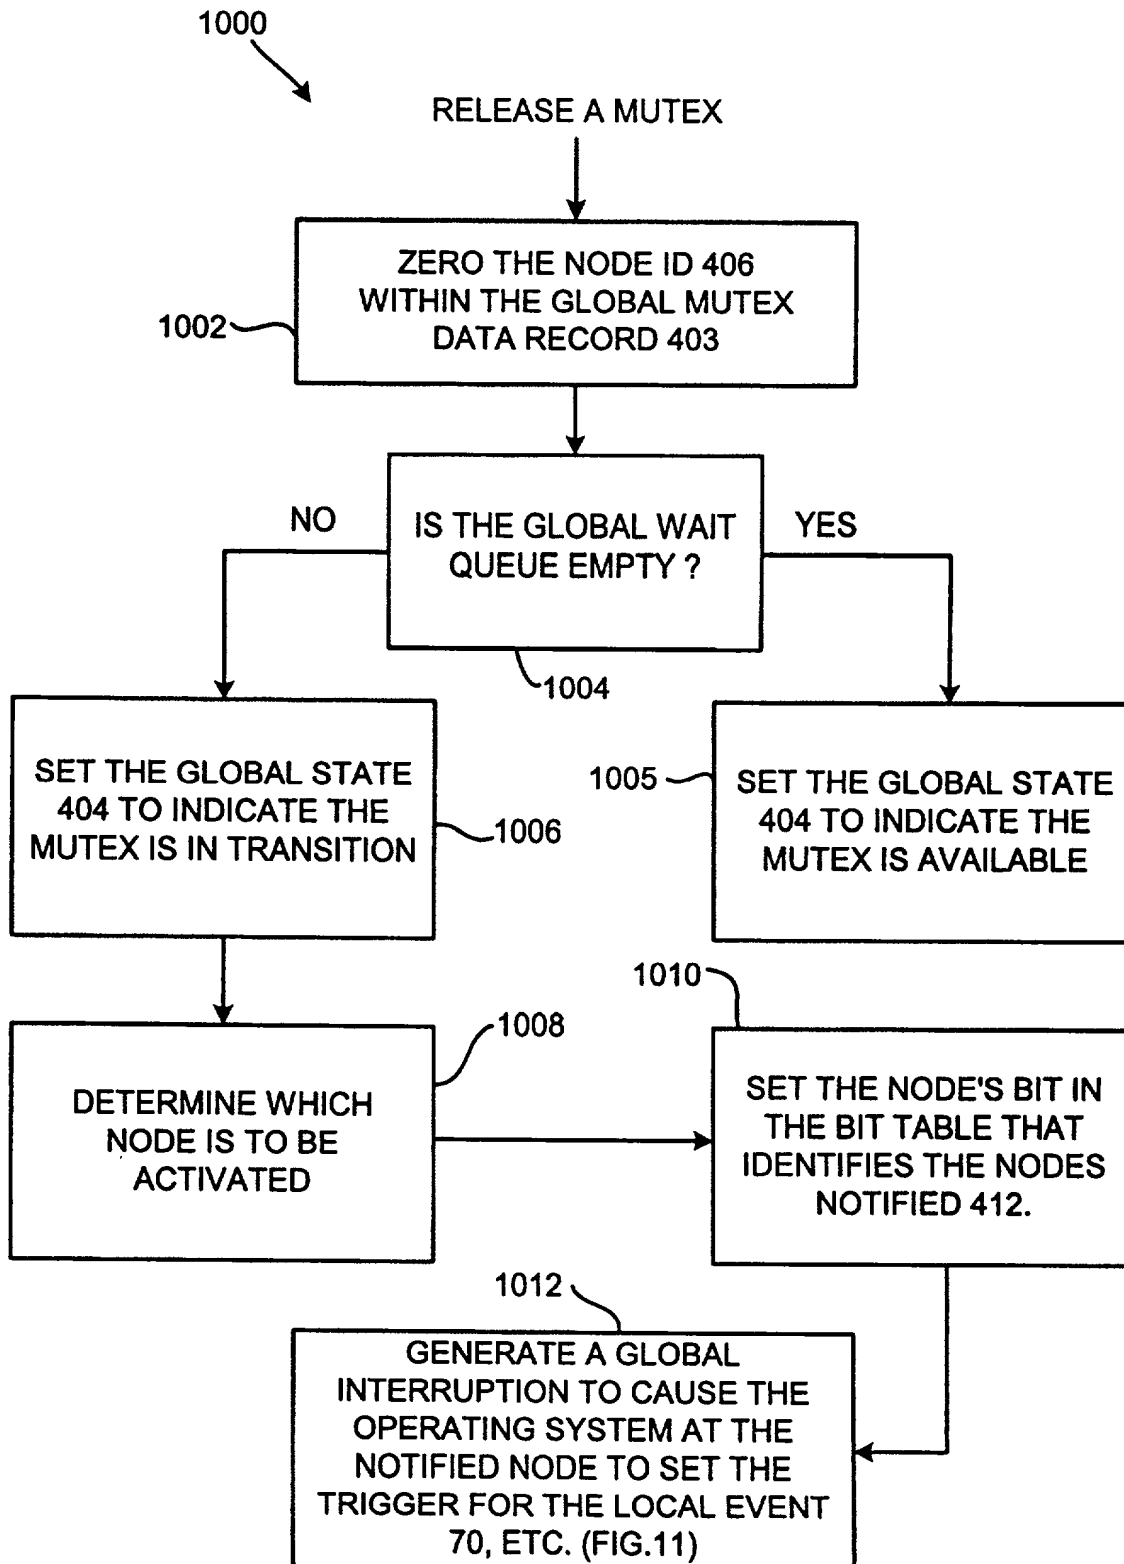 1000
RELEASE A MUTEX
ZERO THE NODE ID 406
WITHIN THE GLOBAL MUTEX
DATA RECORD 403
1002
NO
IS THE GLOBAL WAIT
QUEUE EMPTY ?
YES
1004
SET THE GLOBAL STATE
404 TO INDICATE THE
MUTEX IS IN TRANSITION
1006
1005
SET THE GLOBAL STATE
404 TO INDICATE THE
MUTEX IS AVAILABLE
1008
DETERMINE WHICH
NODE IS TO BE
ACTIVATED
1010
SET THE NODE'S BIT IN
THE BIT TABLE THAT
IDENTIFIES THE NODES
NOTIFIED 412.
1012
GENERATE A GLOBAL
INTERRUPTION TO CAUSE THE
OPERATING SYSTEM AT THE
NOTIFIED NODE TO SET THE
TRIGGER FOR THE LOCAL EVENT
70, ETC. (FIG.11)